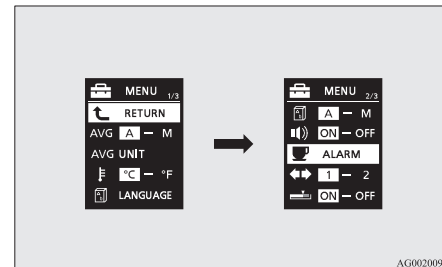 MENU 1/3
RETURN
AVG A – M
AVG UNIT
°C – °F
LANGUAGE
MENU 2/3
A – M
ON – OFF
ALARM
1 – 2
ON – OFF
AG002009